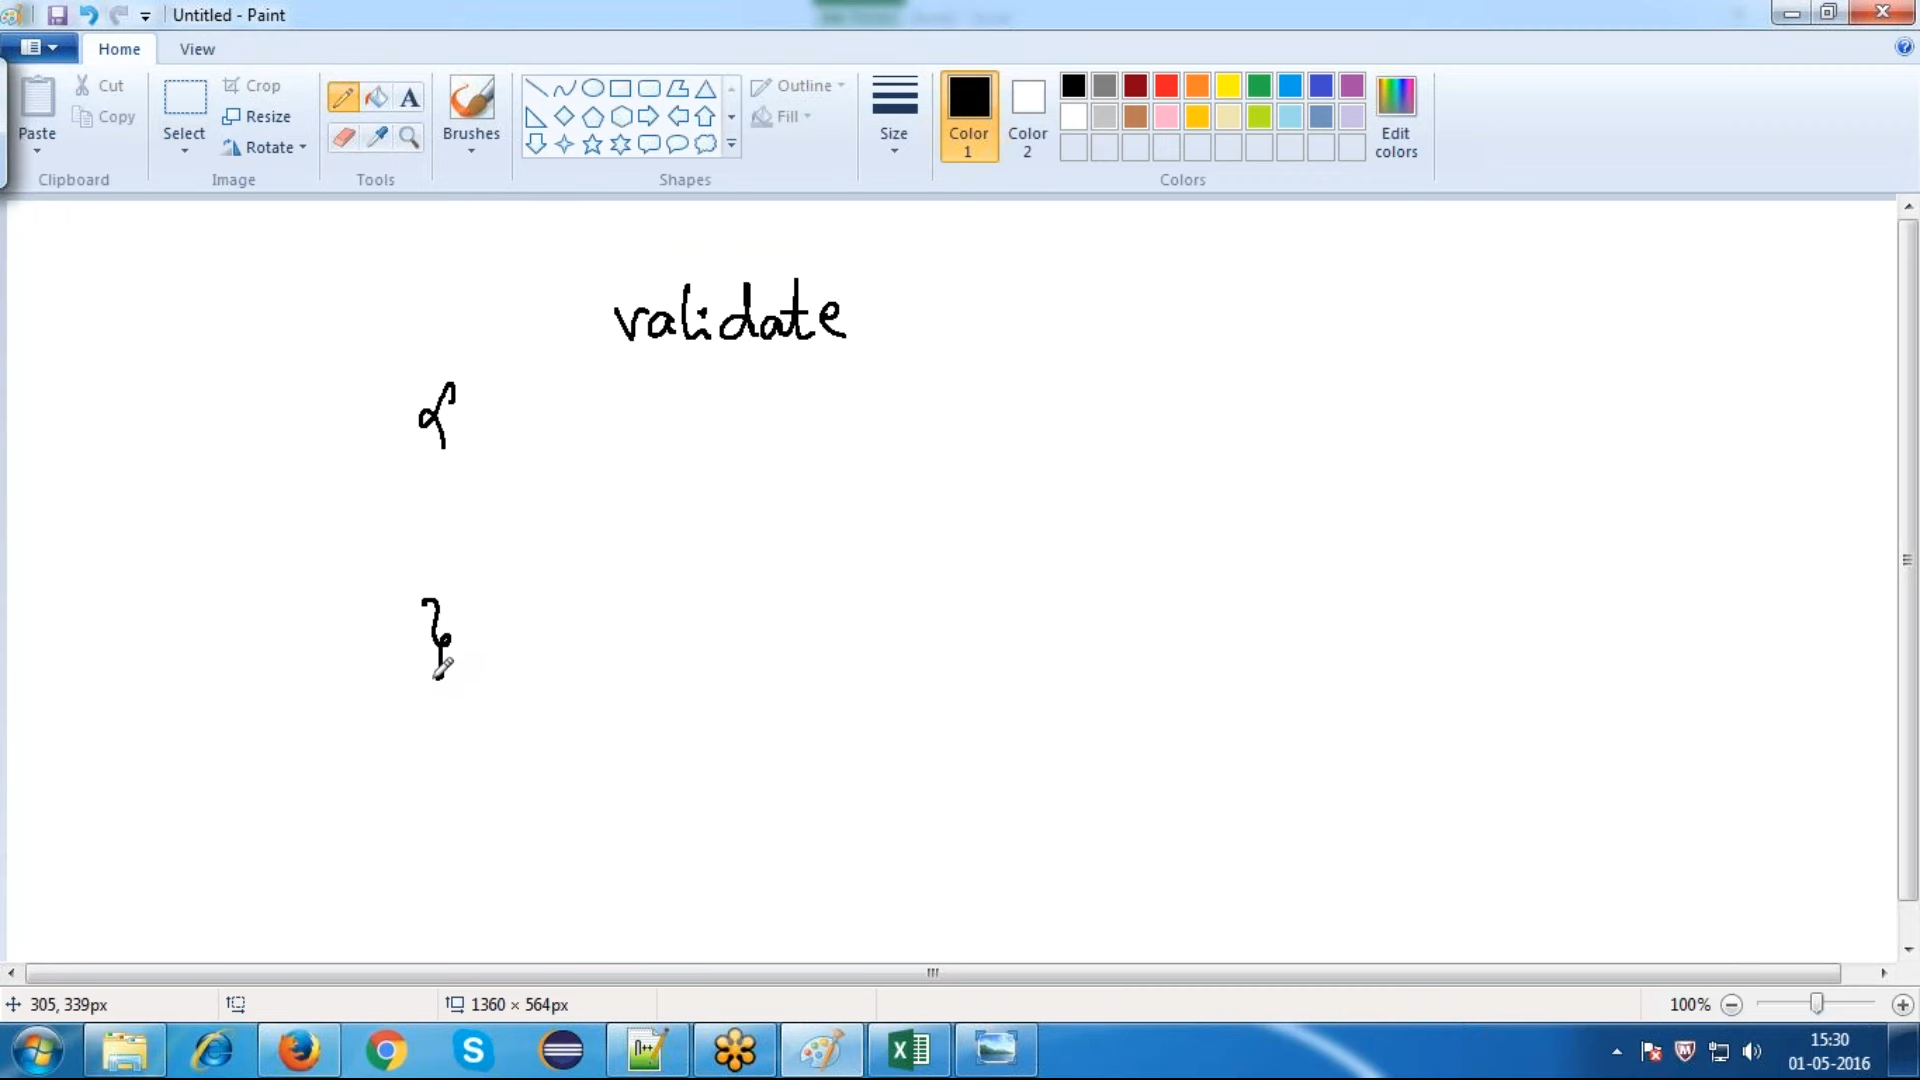 Untitled - Paint
Home View
Paste
Cut
Copy
Clipboard
Select
Crop
Resize
Rotate
Image
Tools
Brushes
Shapes
Outline
Fill
Size
Color 1
Color 2
Edit colors
Colors
validate
{
}
305, 339px
1360 × 564px
100%
15:30
01-05-2016